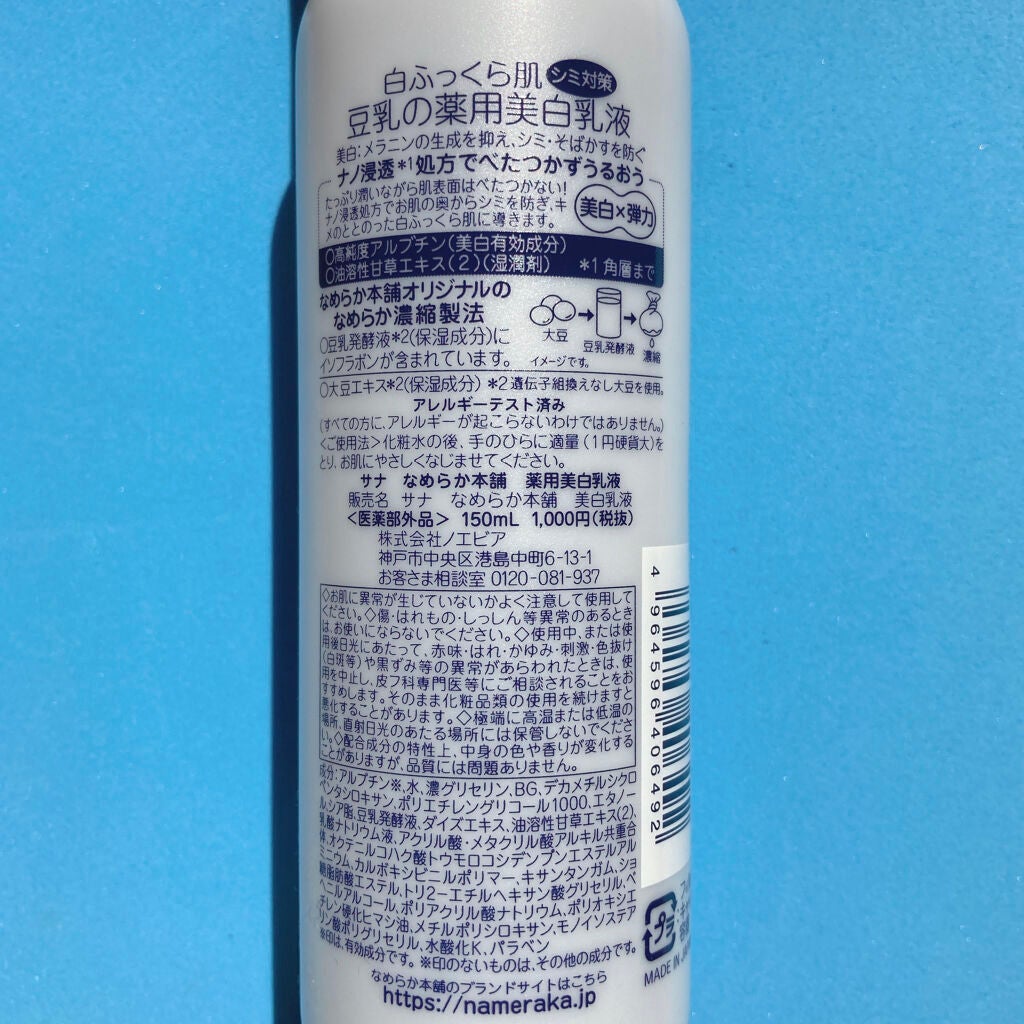 白ふっくら肌 シミ対策
豆乳の薬用美白乳液
美白:メラニンの生成を抑え、シミ・そばかすを防ぐ
ナノ浸透*1処方でべたつかずうるおう
たっぷり潤いながら肌表面はべたつかない!
ナノ浸透処方でお肌の奥からシミを防ぎ、キ
メのととのった白ふっくら肌に導きます。
美白×弾力
○高純度アルブチン(美白有効成分)
○油溶性甘草エキス(2)(湿潤剤) *1 角層まで
なめらか本舗オリジナルの
なめらか濃縮製法
○豆乳発酵液*2(保湿成分)に
イソフラボンが含まれています。
大豆
豆乳発酵液
濃縮
イメージです。
○大豆エキス*2(保湿成分) *2 遺伝子組換えなし大豆を使用。
アレルギーテスト済み
(すべての方に、アレルギーが起こらないわけではありません。)
<ご使用法>化粧水の後、手のひらに適量(1円硬貨大)を
とり、お肌にやさしくなじませてください。
サナ なめらか本舗 薬用美白乳液
販売名 サナ なめらか本舗 美白乳液
<医薬部外品> 150mL 1,000円(税抜)
株式会社ノエビア
神戸市中央区港島中町6-13-1
お客さま相談室 0120-081-937
◇お肌に異常が生じていないかよく注意して使用して
ください。◇傷・はれもの・しっしん等異常のあるときは
は、お使いにならないでください。◇使用中、または使
用後日光にあたって、赤味・はれ・かゆみ・刺激・色抜け
(白斑等)や黒ずみ等の異常があらわれたときは、使
用を中止し、皮フ科専門医等にご相談されることをお
すすめします。そのまま化粧品類の使用を続けますと
悪化することがあります。◇極端に高温または低温の
場所、直射日光のあたる場所には保管しないでくださ
い。◇配合成分の特性上、中身の色や香りが変化する
ことがありますが、品質には問題ありません。
成分:アルブチン※,水,濃グリセリン,BG,デカメチルシクロ
ペンタシロキサン,ポリエチレングリコール1000,エタノー
ル,シア脂,豆乳発酵液,ダイズエキス,油溶性甘草エキス(2),
乳酸ナトリウム液,アクリル酸・メタクリル酸アルキル共重合
体,オクテニルコハク酸トウモロコシデンプンエステルアル
ミニウム,カルボキシビニルポリマー,キサンタンガム,ショ
糖脂肪酸エステル,トリ2-エチルヘキサン酸グリセリル,ベ
ヘニルアルコール,ポリアクリル酸ナトリウム,ポリオキシエ
チレン硬化ヒマシ油,メチルポリシロキサン,モノイソステア
リン酸ポリグリセリル,水酸化K,パラベン
※印は、有効成分です。 ※印のないものは、その他の成分です。
なめらか本舗のブランドサイトはこちら
https://nameraka.jp
4 964596 406492
プラ
MADE IN